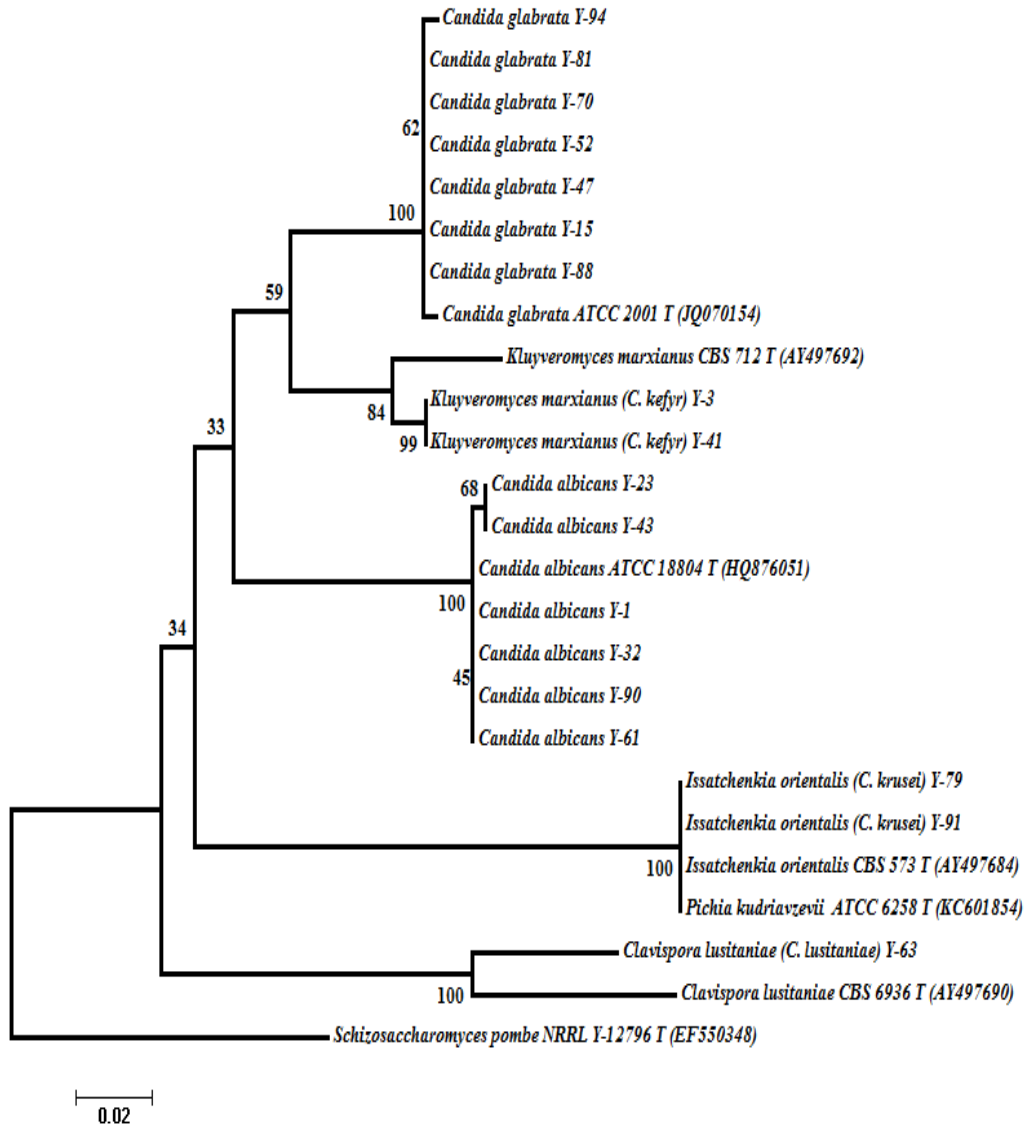 Candida glabrata Y-94
Candida glabrata Y-81
Candida glabrata Y-70
62
Candida glabrata Y-52
Candida glabrata Y-47
100
Candida glabrata Y-15
Candida glabrata Y-88
59
Candida glabrata ATCC 2001 T (JQ070154)
Kluyveromyces marxianus CBS 712 T (AY497692)
Kluyveromyces marxianus (C. kefyr) Y-3
84
33
99
Kluyveromyces marxianus (C. kefyr) Y-41
68
Candida albicans Y-23
Candida albicans Y-43
Candida albicans ATCC 18804 T (HQ876051)
100
Candida albicans Y-1
34
Candida albicans Y-32
45
Candida albicans Y-90
Candida albicans Y-61
Issatchenkia orientalis (C. krusei) Y-79
Issatchenkia orientalis (C. krusei) Y-91
100
Issatchenkia orientalis CBS 573 T (AY497684)
Pichia kudriavzevii ATCC 6258 T (KC601854)
Clavispora lusitaniae (C. lusitaniae) Y-63
100
Clavispora lusitaniae CBS 6936 T (AY497690)
Schizosaccharomyces pombe NRRL Y-12796 T (EF550348)
0.02